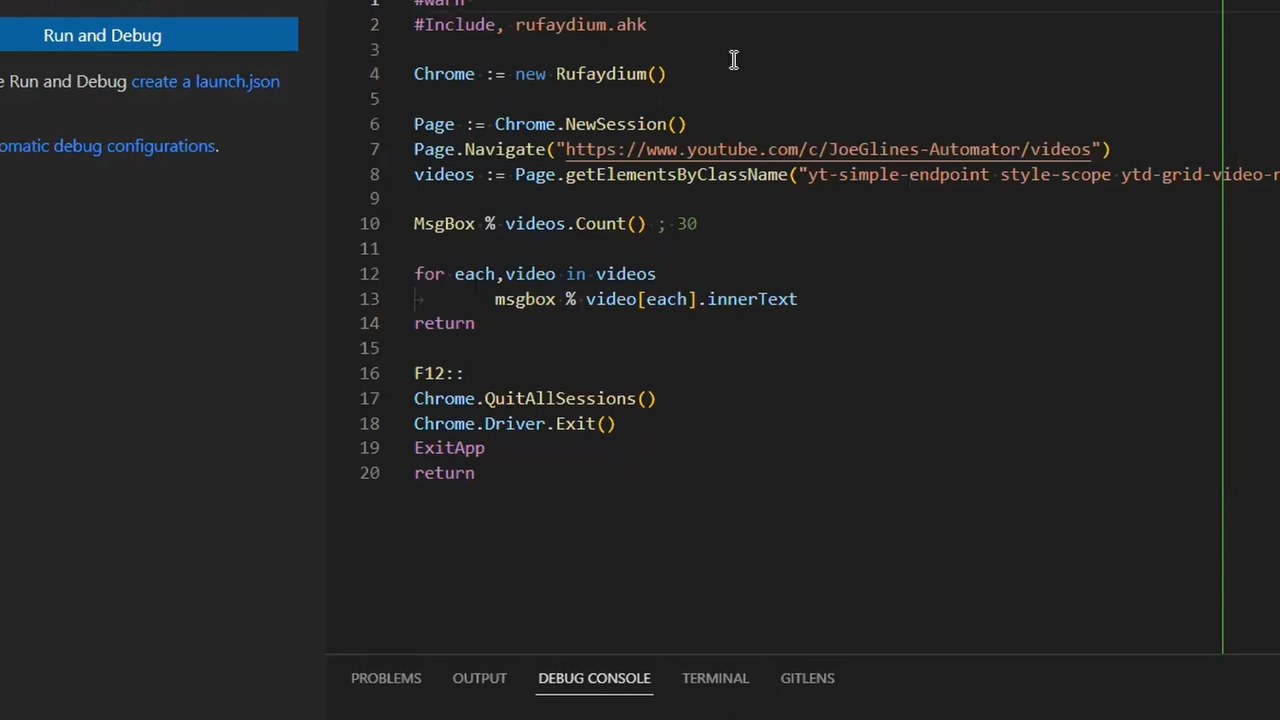 #warn
Run and Debug
e Run and Debug create a launch.json
omatic debug configurations.
1
2 #Include, rufaydium.ahk
3
4 Chrome := new Rufaydium()
5
6 Page := Chrome.NewSession()
7 Page.Navigate("https://www.youtube.com/c/JoeGlines-Automator/videos")
8 videos := Page.getElementsByClassName("yt-simple-endpoint style-scope ytd-grid-video-r
9
10 MsgBox % videos.Count() ; 30
11
12 for each,video in videos
13 msgbox % video[each].innerText
14 return
15
16 F12::
17 Chrome.QuitAllSessions()
18 Chrome.Driver.Exit()
19 ExitApp
20 return
PROBLEMS OUTPUT DEBUG CONSOLE TERMINAL GITLENS